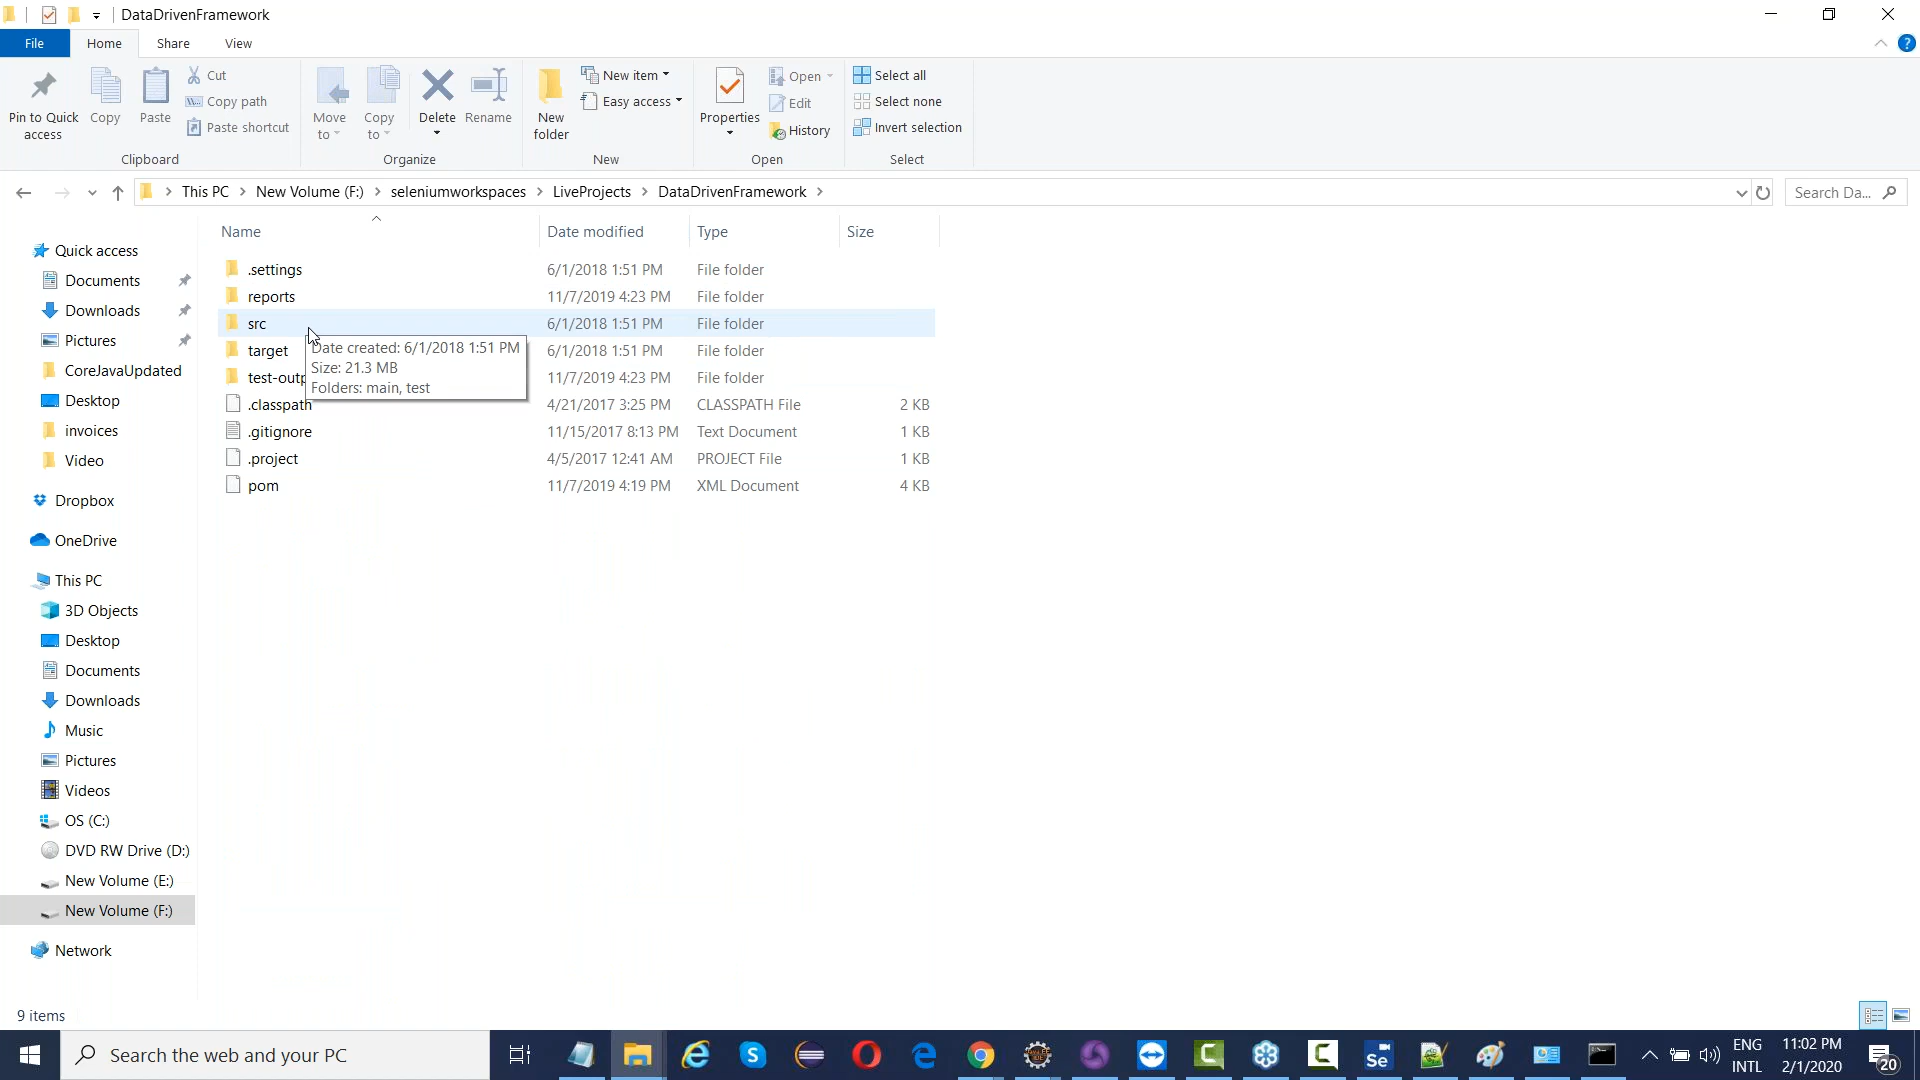 DataDrivenFramework
File Home Share View
Pin to Quick access
Copy
Paste
Cut
Copy path
Paste shortcut
Clipboard
Move to
Copy to
Delete
Rename
Organize
New folder
New item
Easy access
New
Properties
Open
Edit
History
Open
Select all
Select none
Invert selection
Select
This PC > New Volume (F:) > seleniumworkspaces > LiveProjects > DataDrivenFramework >
Search Da...
Name Date modified Type Size
.settings 6/1/2018 1:51 PM File folder
reports 11/7/2019 4:23 PM File folder
src 6/1/2018 1:51 PM File folder
target 6/1/2018 1:51 PM File folder
test-outp 11/7/2019 4:23 PM File folder
.classpath 4/21/2017 3:25 PM CLASSPATH File 2 KB
.gitignore 11/15/2017 8:13 PM Text Document 1 KB
.project 4/5/2017 12:41 AM PROJECT File 1 KB
pom 11/7/2019 4:19 PM XML Document 4 KB
Date created: 6/1/2018 1:51 PM
Size: 21.3 MB
Folders: main, test
Quick access
Documents
Downloads
Pictures
CoreJavaUpdated
Desktop
invoices
Video
Dropbox
OneDrive
This PC
3D Objects
Desktop
Documents
Downloads
Music
Pictures
Videos
OS (C:)
DVD RW Drive (D:)
New Volume (E:)
New Volume (F:)
Network
9 items
Search the web and your PC
Se
ENG
INTL
11:02 PM
2/1/2020
20